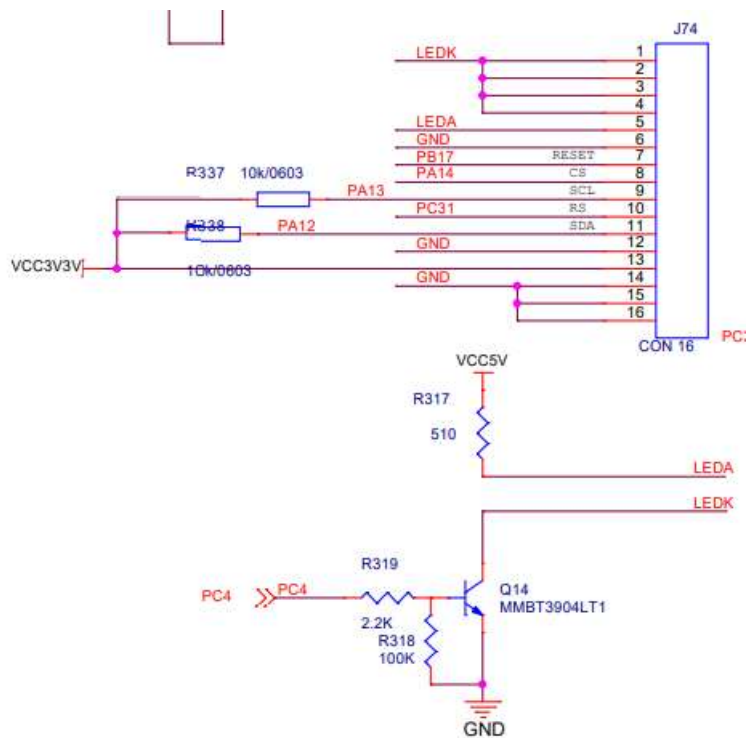 J74
LEDK 1
2
3
4
LEDA 5
GND 6
PB17 RESET 7
R337 10k/0603 PA14 CS 8
PA13 SCL 9
PC31 RS 10
R338 PA12 SDA 11
GND 12
VCC3V3V 13
10k/0603 GND 14
15
16
CON 16
VCC5V
R317
510
LEDA
LEDK
R319
PC4 PC4 Q14
MMBT3904LT1
2.2K
R318
100K
GND